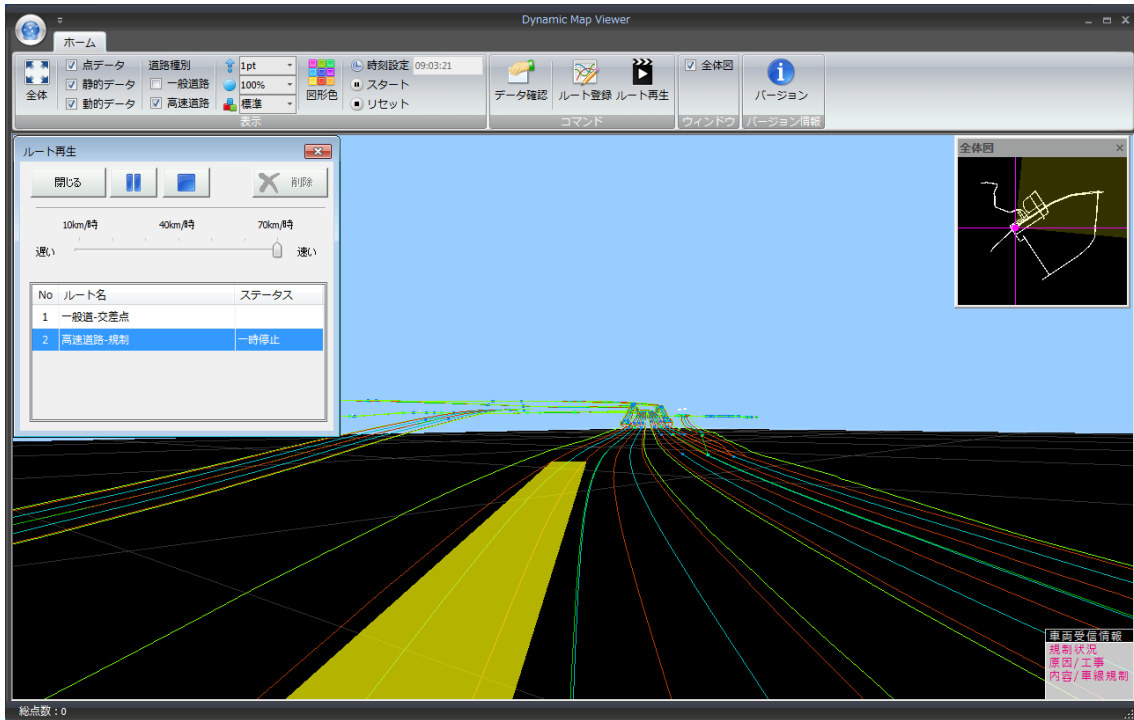 Dynamic Map Viewer
ホーム
全体
点データ
静的データ
動的データ
道路種別
一般道路
高速道路
1pt
100%
標準
図形色
時刻設定 09:03:21
スタート
リセット
表示
データ確認
ルート登録
ルート再生
コマンド
全体図
ウィンドウ
バージョン
バージョン情報
ルート再生
閉じる
削除
10km/時 40km/時 70km/時
遅い 速い
No ルート名 ステータス
1 一般道-交差点
2 高速道路-規制 一時停止
全体図
車両受信情報
規制状況
原因/工事
内容/車線規制
総点数:0